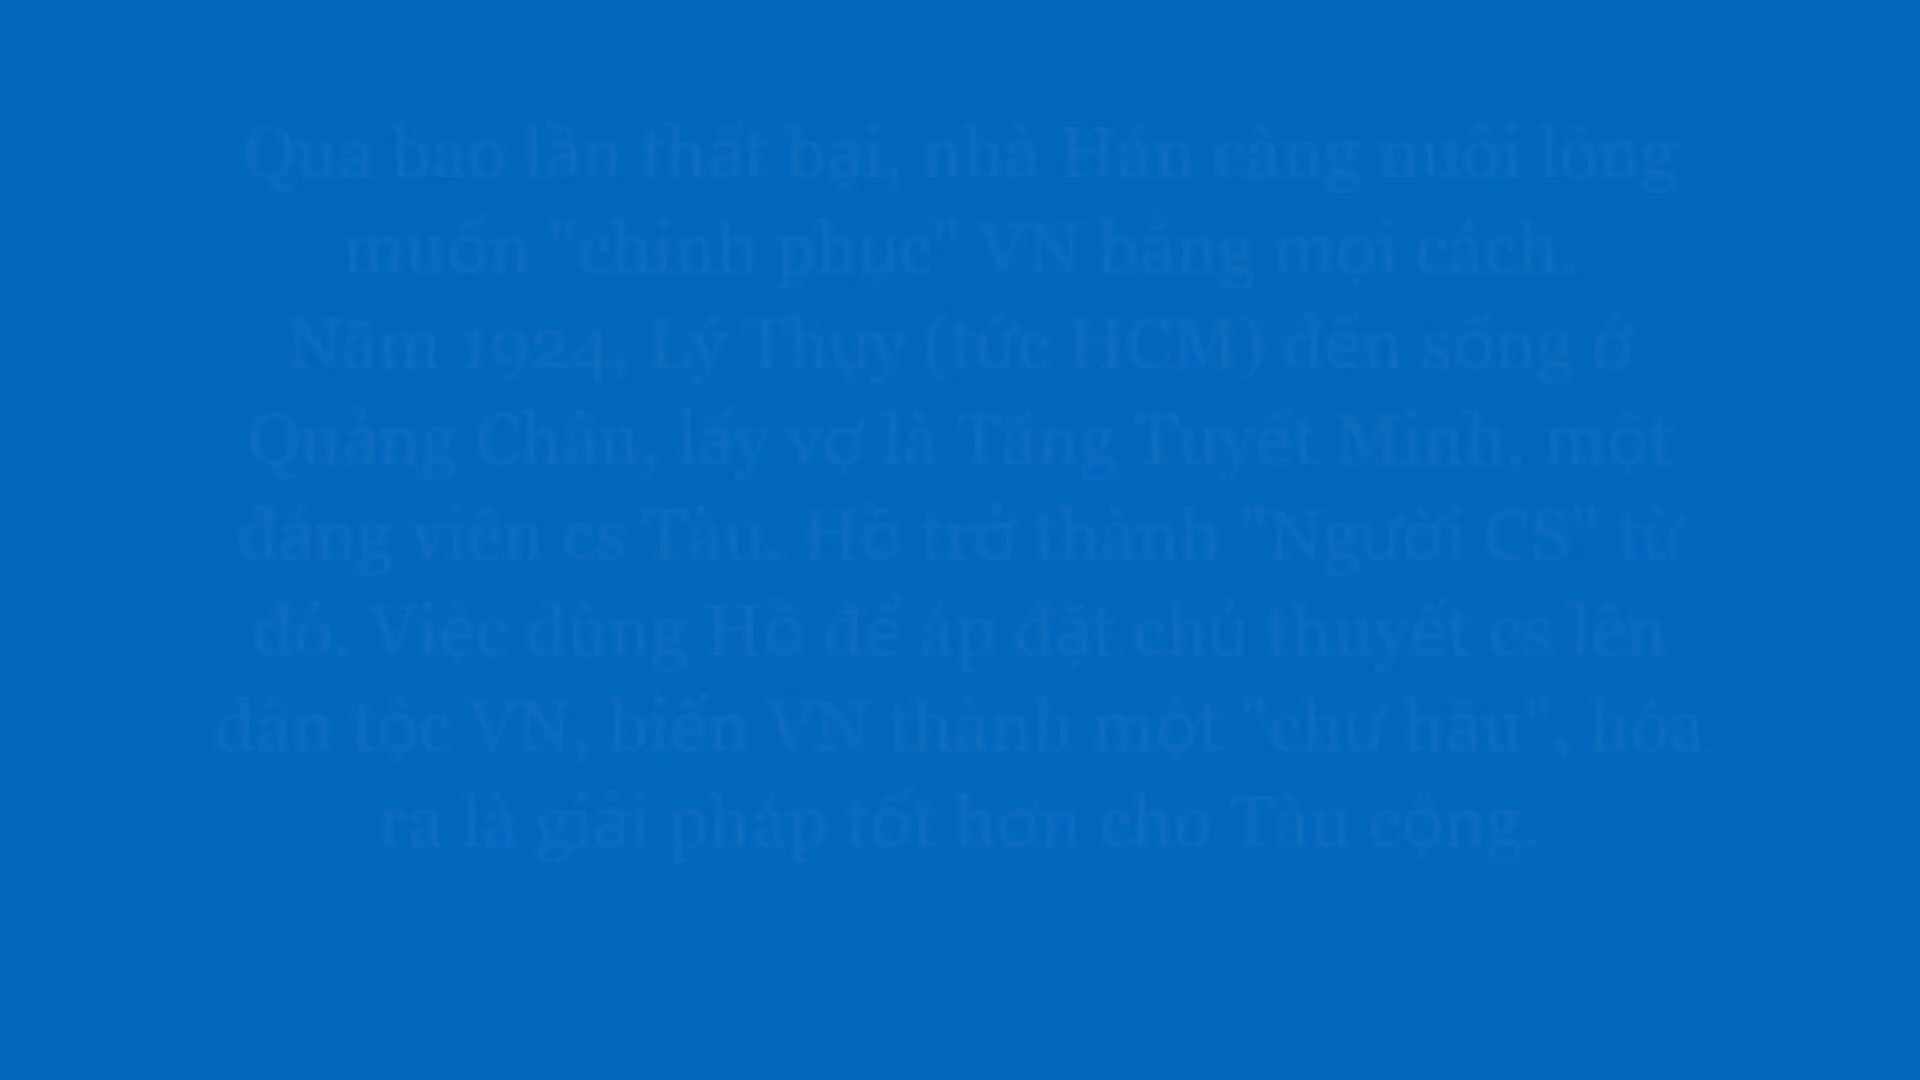 Qua bao lần thất bại, nhà Hán càng nuôi lòng
muốn "chinh phục" VN bằng mọi cách.
Năm 1924, Lý Thụy (tức HCM) đến sống ở
Quảng Châu, lấy vợ là Tăng Tuyết Minh, một
đảng viên cs Tàu. Hồ trở thành "Người CS" từ
đó. Việc dùng Hồ để áp đặt chủ thuyết cs lên
dân tộc VN, biến VN thành một "chư hầu", hóa
ra là giải pháp tốt hơn cho Tàu cộng.